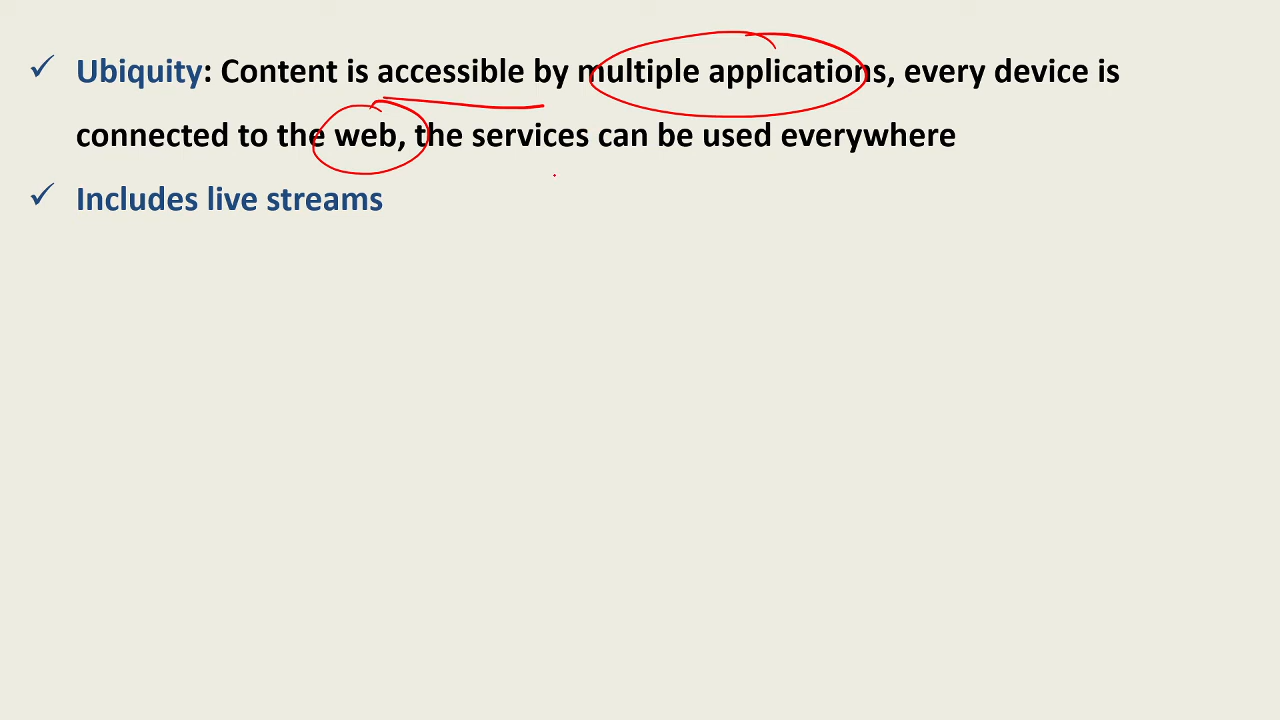 ✓ Ubiquity: Content is accessible by multiple applications, every device is
connected to the web, the services can be used everywhere
✓ Includes live streams